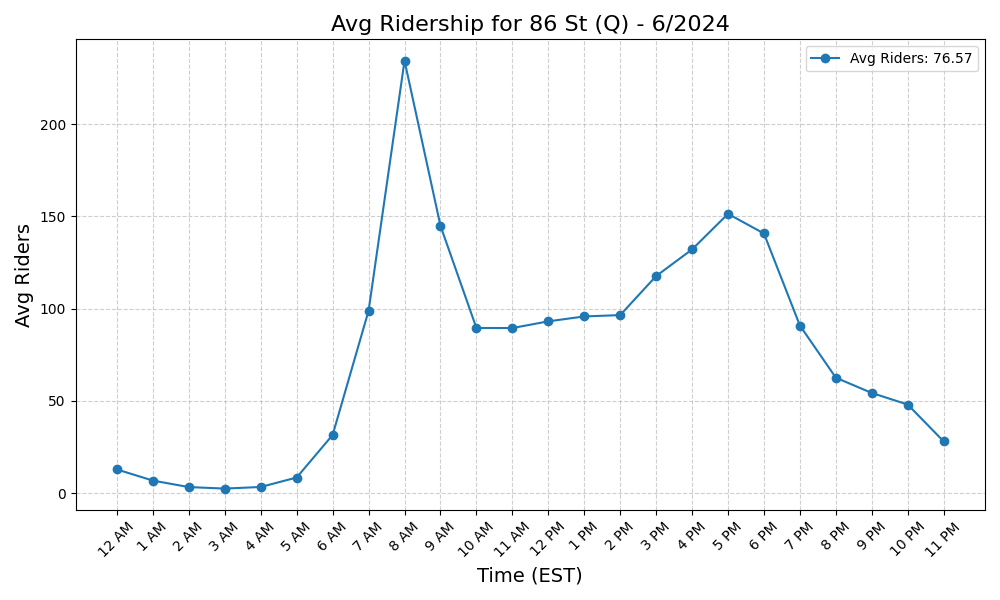 Avg Ridership for 86 St (Q) - 6/2024
Avg Riders: 76.57
Avg Riders
200
150
100
50
0
12 AM
1 AM
2 AM
3 AM
4 AM
5 AM
6 AM
7 AM
8 AM
9 AM
10 AM
11 AM
12 PM
1 PM
2 PM
3 PM
4 PM
5 PM
6 PM
7 PM
8 PM
9 PM
10 PM
11 PM
Time (EST)